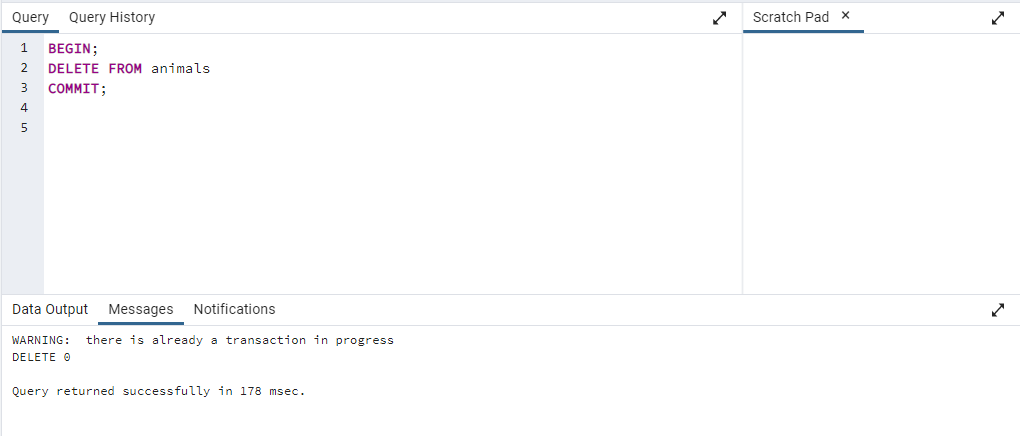 Query Query History Scratch Pad ×
1 BEGIN;
2 DELETE FROM animals
3 COMMIT;
4
5
Data Output Messages Notifications
WARNING:  there is already a transaction in progress
DELETE 0
Query returned successfully in 178 msec.